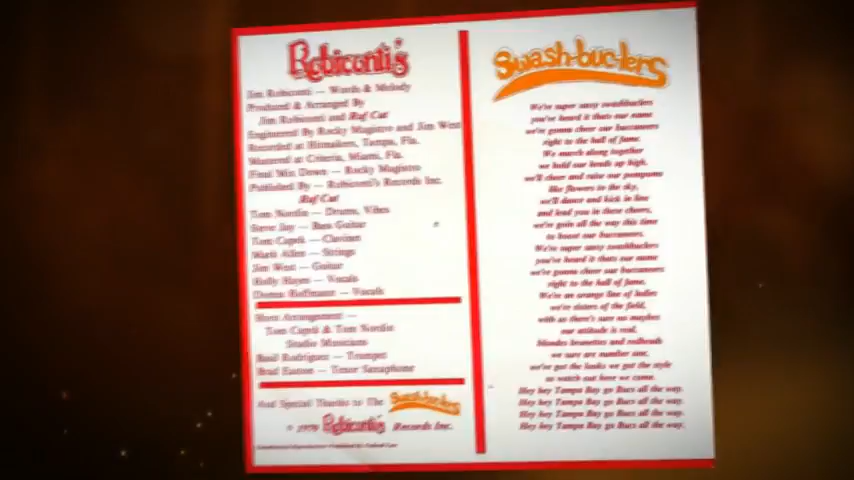 Robiconti's
Jim Robiconti — Words & Melody
Produced & Arranged By
Jim Robiconti and Ruf Cut
Engineered By Rocky Magistro and Jim West
Recorded at Hitmakers, Tampa, Fla.
Mastered at Criteria, Miami, Fla.
Final Mix Down — Rocky Magistro
Published By — Robiconti's Records Inc.
Ruf Cut
Tom Nordin — Drums, Vibes
Steve Jay — Bass Guitar
Tom Capek — Clavinet
Mark Allen — Strings
Jim West — Guitar
Holly Hayes — Vocals
Donna Hoffmann — Vocals
Horn Arrangement —
Tom Capek & Tom Nordin
Studio Musicians
Basil Rodriguez — Trumpet
Brad Easton — Tenor Saxophone
And Special Thanks to The Swash-buc-lers
© 1979 Robiconti's Records Inc.
Swash-buc-lers
We're super sassy swashbuclers
you've heard it thats our name
we're gonna cheer our buccaneers
right to the hall of fame.
We march along together
we hold our heads up high,
we'll cheer and raise our pompoms
like flowers to the sky,
we'll dance and kick in line
and lead you in these cheers,
we're goin all the way this time
to boost our buccaneers.
We're super sassy swashbuclers
you've heard it thats our name
we're gonna cheer our buccaneers
right to the hall of fame.
We're an orange line of ladies
we're sisters of the field,
with us there's sure no maybes
our attitude is real,
blondes brunettes and redheads
we sure are number one,
we've got the looks we got the style
so watch out here we come.
Hey hey Tampa Bay go Bucs all the way.
Hey hey Tampa Bay go Bucs all the way.
Hey hey Tampa Bay go Bucs all the way.
Hey hey Tampa Bay go Bucs all the way.